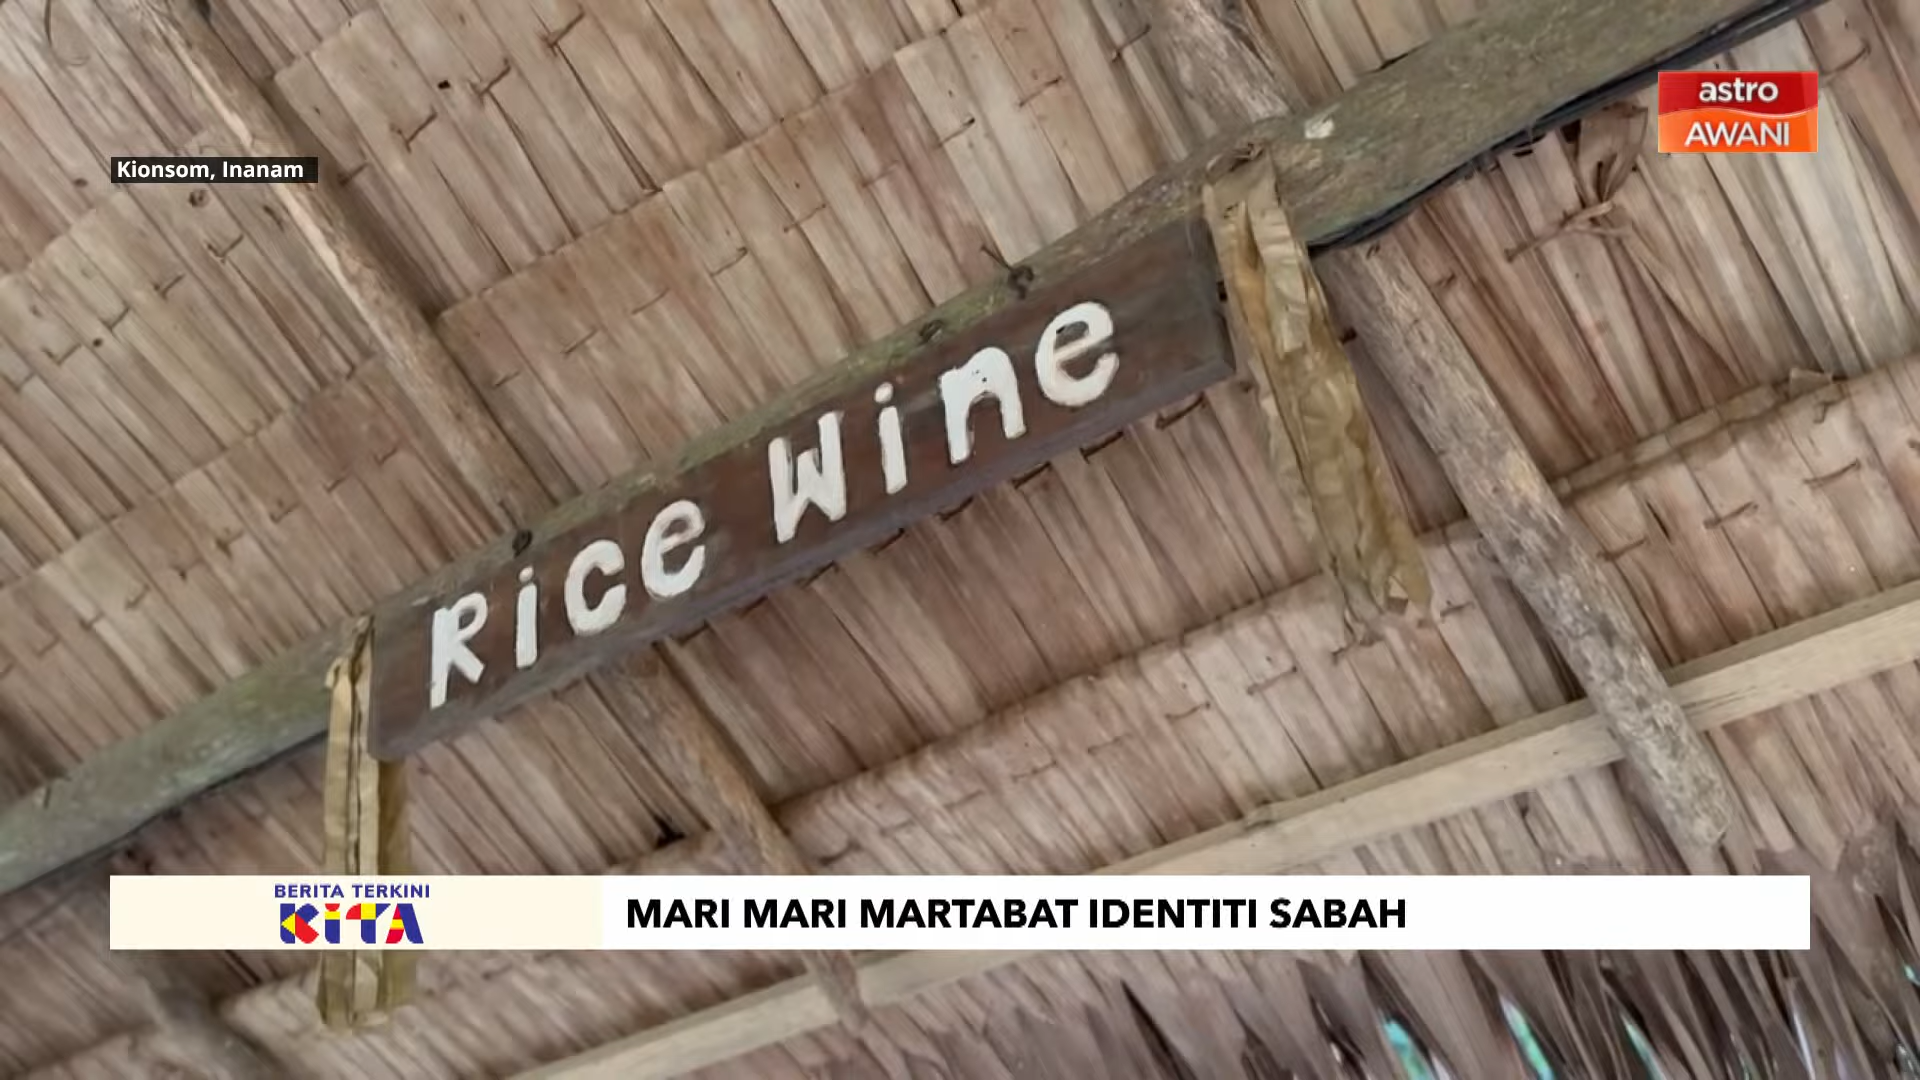 astro
AWANI
Kionsom, Inanam
Rice Wine
BERITA TERKINI
KiTA
MARI MARI MARTABAT IDENTITI SABAH